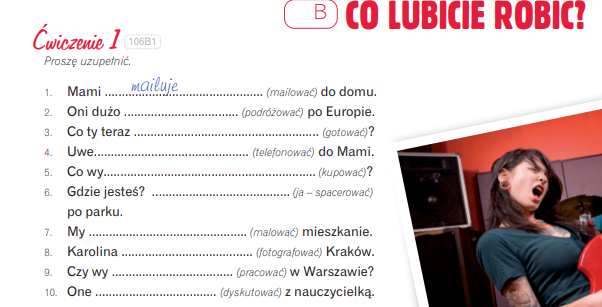 B CO LUBICIE ROBIĆ?
Ćwiczenie 1 106B1
Proszę uzupełnić.
1. Mami ...mailuje... (mailować) do domu.
2. Oni dużo ... (podróżować) po Europie.
3. Co ty teraz ... (gotować)?
4. Uwe... (telefonować) do Mami.
5. Co wy... (kupować)?
6. Gdzie jesteś? ... (ja – spacerować)
po parku.
7. My ... (malować) mieszkanie.
8. Karolina ... (fotografować) Kraków.
9. Czy wy ... (pracować) w Warszawie?
10. One ... (dyskutować) z nauczycielką.